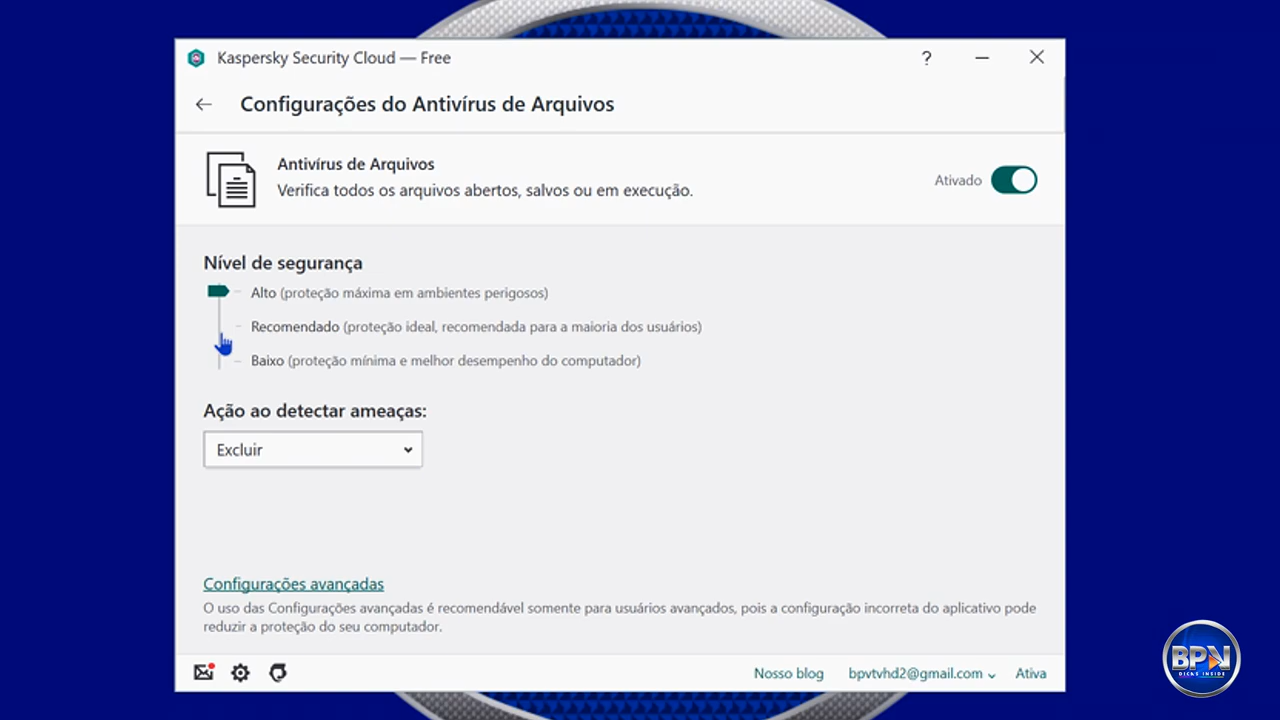 Kaspersky Security Cloud — Free
?
Configurações do Antivírus de Arquivos
Antivírus de Arquivos
Verifica todos os arquivos abertos, salvos ou em execução.
Ativado
Nível de segurança
Alto (proteção máxima em ambientes perigosos)
Recomendado (proteção ideal, recomendada para a maioria dos usuários)
Baixo (proteção mínima e melhor desempenho do computador)
Ação ao detectar ameaças:
Excluir
Configurações avançadas
O uso das Configurações avançadas é recomendável somente para usuários avançados, pois a configuração incorreta do aplicativo pode
reduzir a proteção do seu computador.
Nosso blog
bpvtvhd2@gmail.com
Ativa
BPN
DICAS INSIDE